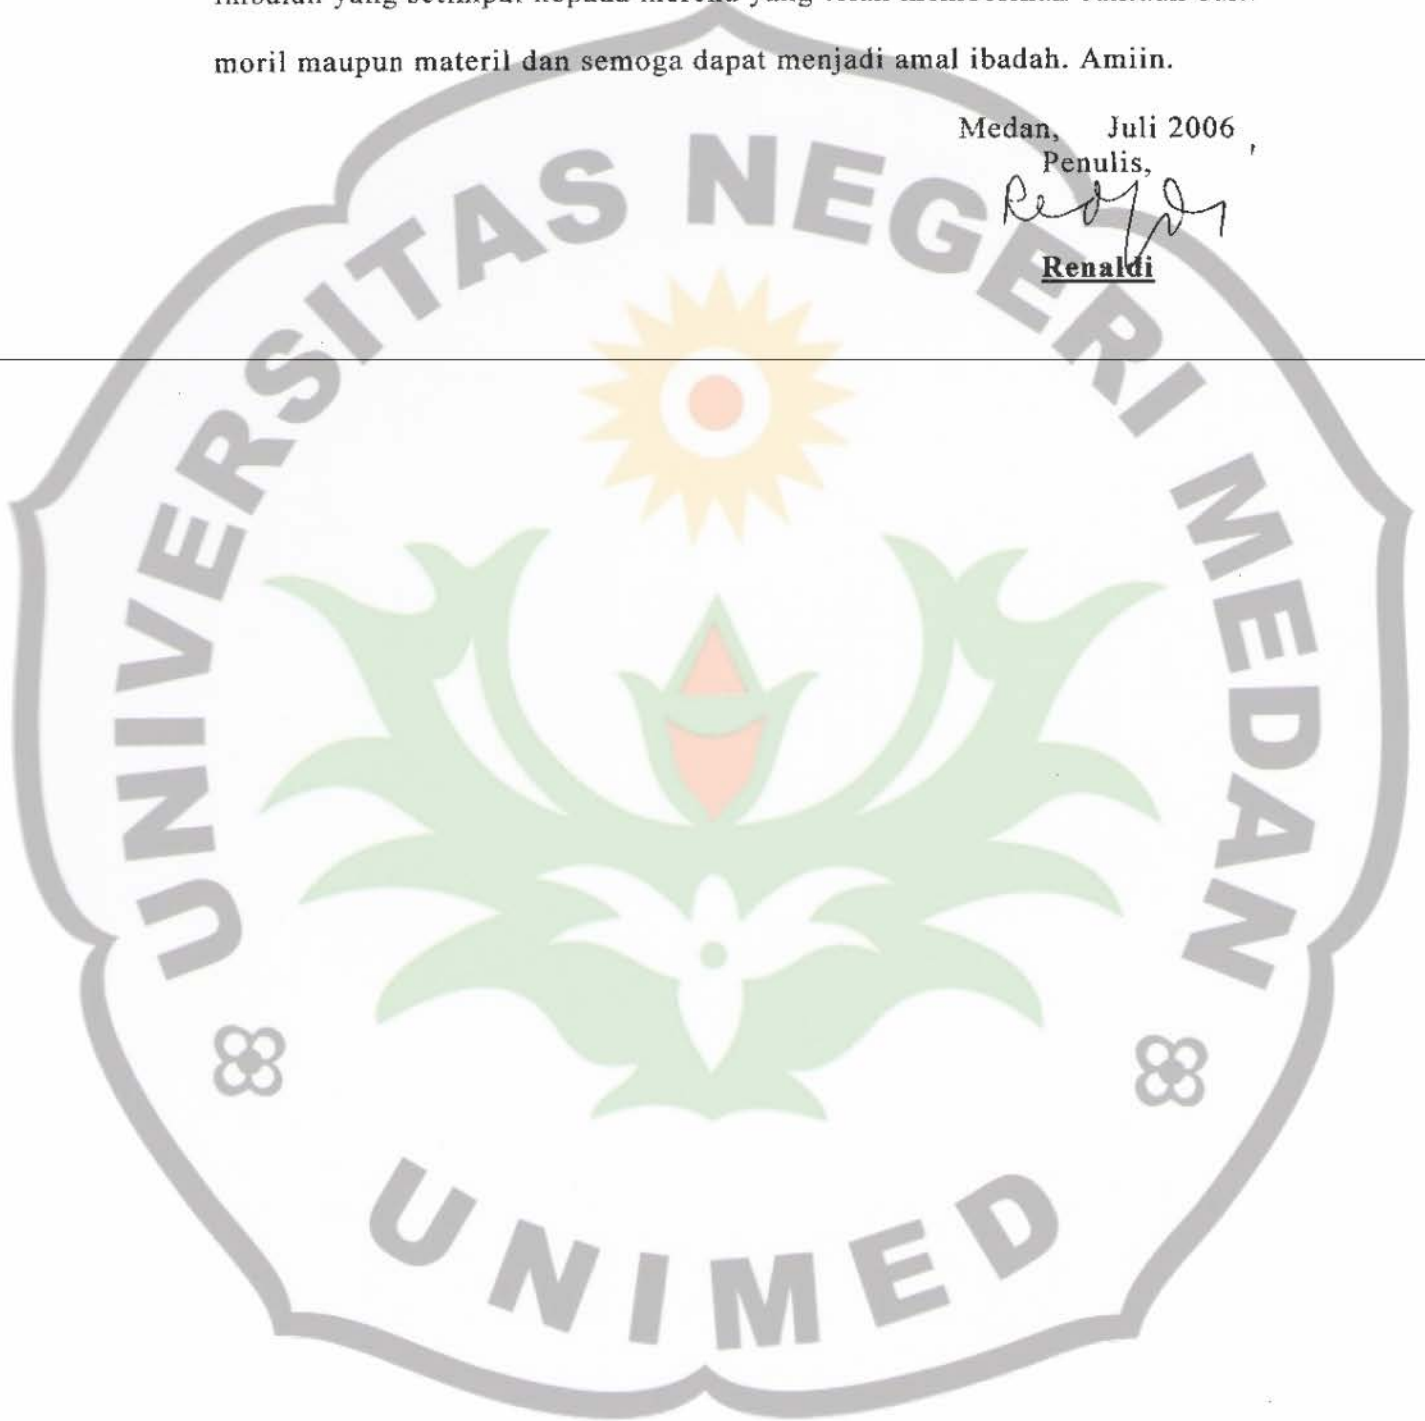 moril maupun materil dan semoga dapat menjadi amal ibadah. Amiin.
Medan, Juli 2006
Penulis,
Renaldi
UNIVERSITAS NEGERI MEDAN
UNIMED